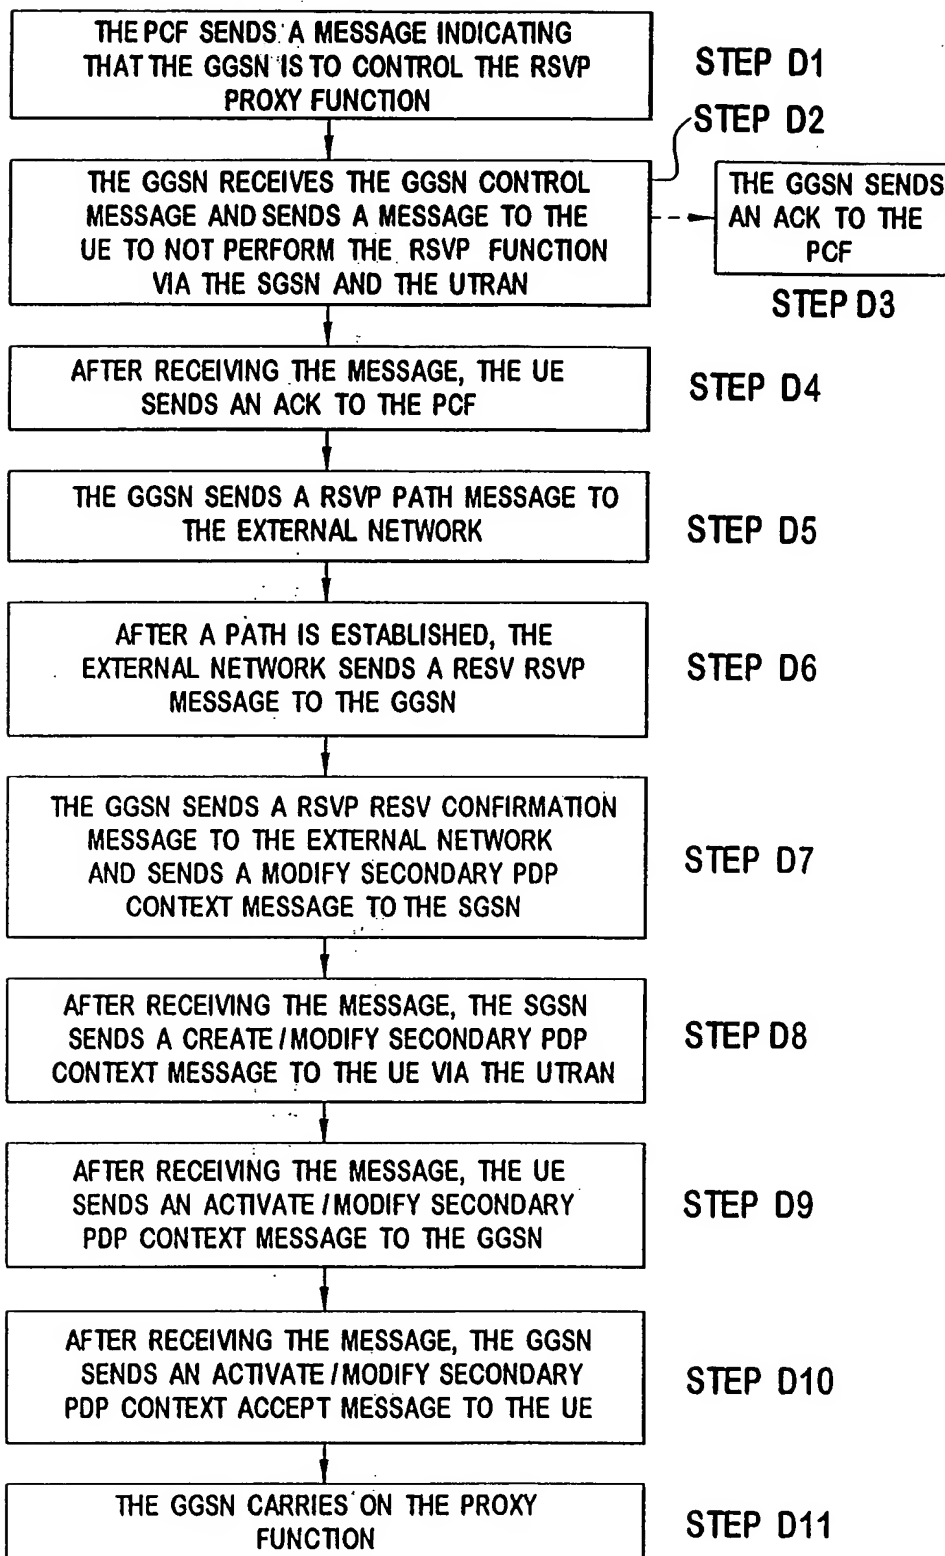 THE PCF SENDS A MESSAGE INDICATING
THAT THE GGSN IS TO CONTROL THE RSVP
PROXY FUNCTION
STEP D1
STEP D2
THE GGSN RECEIVES THE GGSN CONTROL
MESSAGE AND SENDS A MESSAGE TO THE
UE TO NOT PERFORM THE RSVP FUNCTION
VIA THE SGSN AND THE UTRAN
THE GGSN SENDS
AN ACK TO THE
PCF
STEP D3
AFTER RECEIVING THE MESSAGE, THE UE
SENDS AN ACK TO THE PCF
STEP D4
THE GGSN SENDS A RSVP PATH MESSAGE TO
THE EXTERNAL NETWORK
STEP D5
AFTER A PATH IS ESTABLISHED, THE
EXTERNAL NETWORK SENDS A RESV RSVP
MESSAGE TO THE GGSN
STEP D6
THE GGSN SENDS A RSVP RESV CONFIRMATION
MESSAGE TO THE EXTERNAL NETWORK
AND SENDS A MODIFY SECONDARY PDP
CONTEXT MESSAGE TO THE SGSN
STEP D7
AFTER RECEIVING THE MESSAGE, THE SGSN
SENDS A CREATE/MODIFY SECONDARY PDP
CONTEXT MESSAGE TO THE UE VIA THE UTRAN
STEP D8
AFTER RECEIVING THE MESSAGE, THE UE
SENDS AN ACTIVATE/MODIFY SECONDARY
PDP CONTEXT MESSAGE TO THE GGSN
STEP D9
AFTER RECEIVING THE MESSAGE, THE GGSN
SENDS AN ACTIVATE/MODIFY SECONDARY
PDP CONTEXT ACCEPT MESSAGE TO THE UE
STEP D10
THE GGSN CARRIES ON THE PROXY
FUNCTION
STEP D11